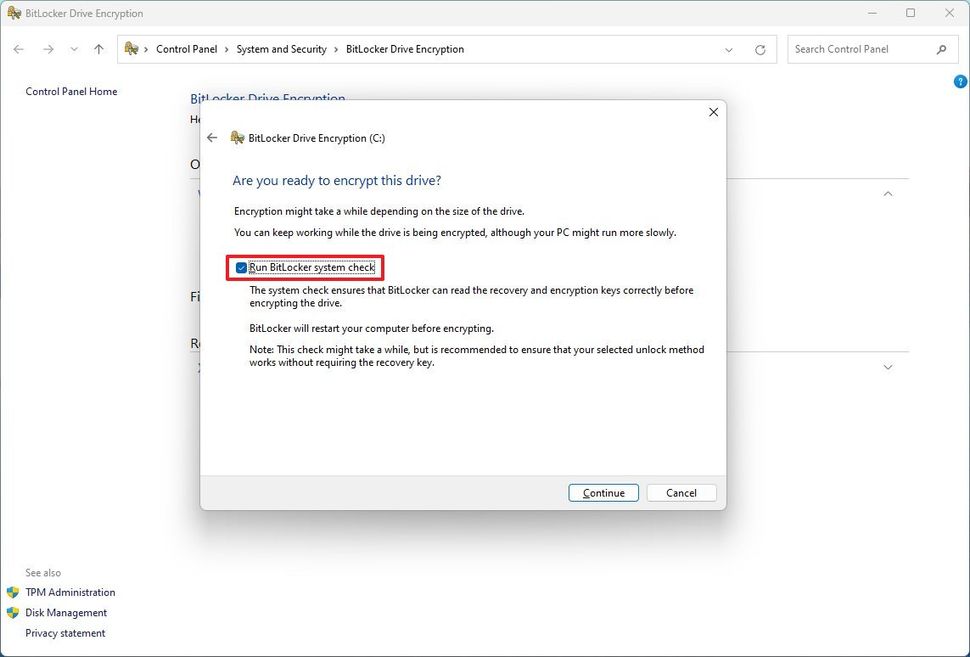 BitLocker Drive Encryption
Control Panel > System and Security > BitLocker Drive Encryption
Search Control Panel
Control Panel Home
BitLocker Drive Encryption
BitLocker Drive Encryption (C:)
Are you ready to encrypt this drive?
Encryption might take a while depending on the size of the drive.
You can keep working while the drive is being encrypted, although your PC might run more slowly.
Run BitLocker system check
The system check ensures that BitLocker can read the recovery and encryption keys correctly before
encrypting the drive.
BitLocker will restart your computer before encrypting.
Note: This check might take a while, but is recommended to ensure that your selected unlock method
works without requiring the recovery key.
Continue
Cancel
See also
TPM Administration
Disk Management
Privacy statement